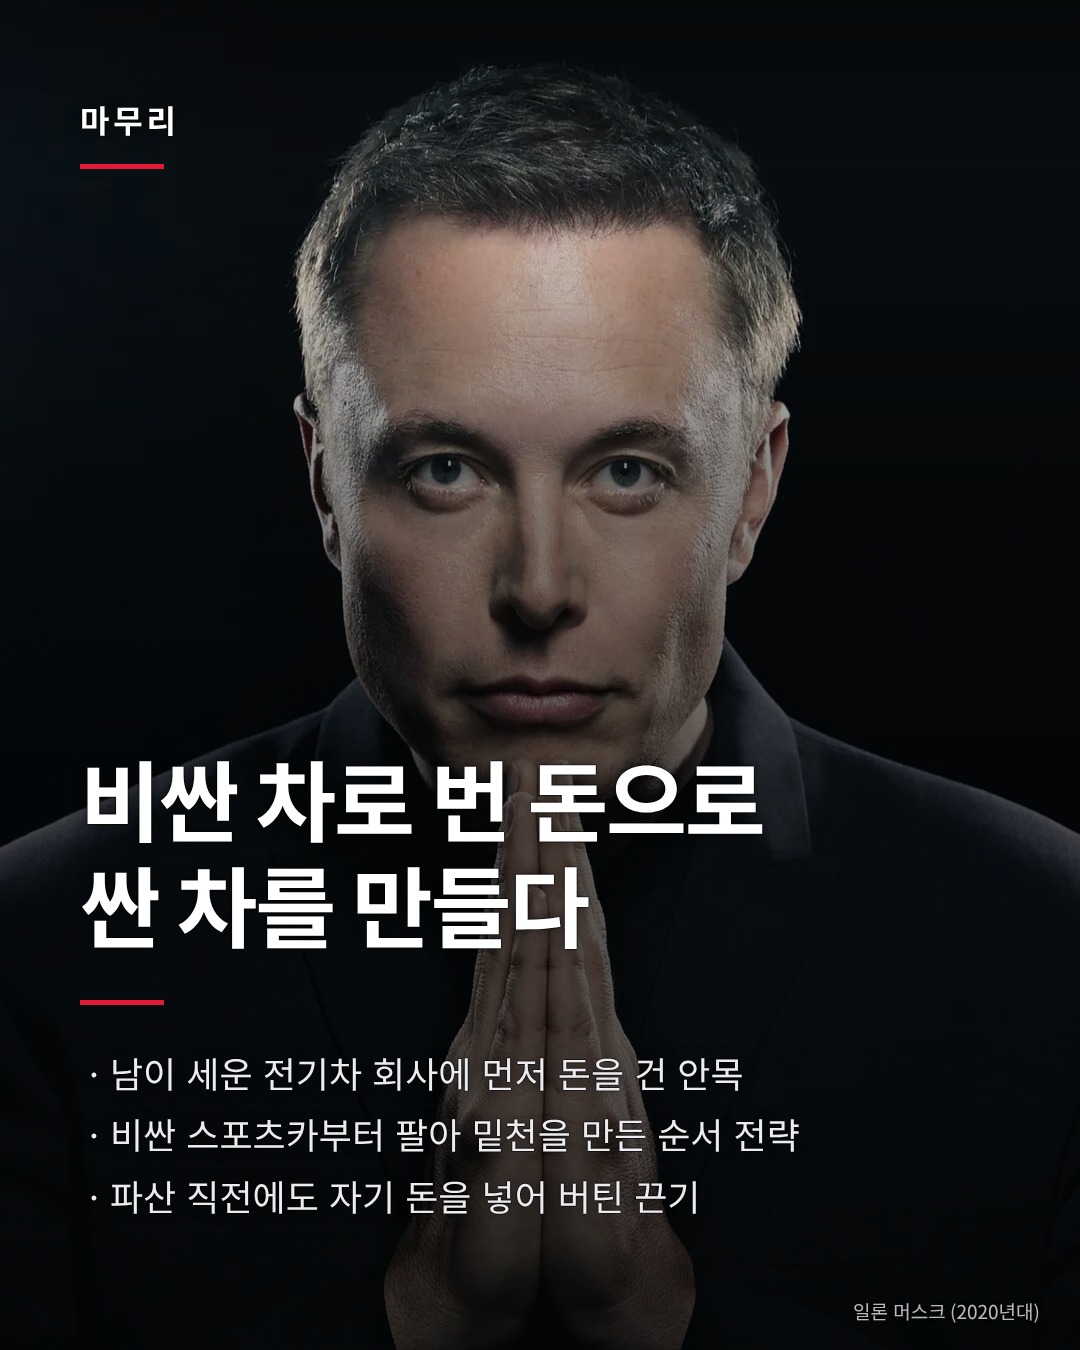 마무리
비싼 차로 번 돈으로
싼 차를 만들다
· 남이 세운 전기차 회사에 먼저 돈을 건 안목
· 비싼 스포츠카부터 팔아 밑천을 만든 순서 전략
· 파산 직전에도 자기 돈을 넣어 버틴 끈기
일론 머스크 (2020년대)